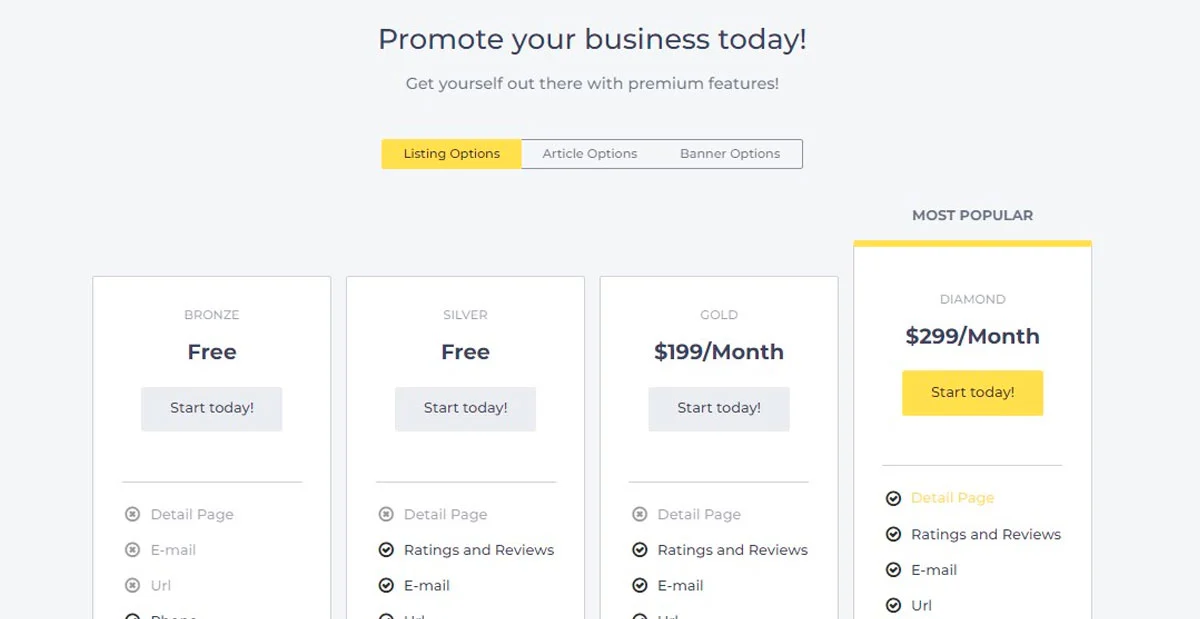 Promote your business today!
Get yourself out there with premium features!
Listing Options
Article Options
Banner Options
MOST POPULAR
BRONZE
Free
Start today!
Detail Page
E-mail
Url
Phone
SILVER
Free
Start today!
Detail Page
Ratings and Reviews
E-mail
Url
GOLD
$199/Month
Start today!
Detail Page
Ratings and Reviews
E-mail
Url
DIAMOND
$299/Month
Start today!
Detail Page
Ratings and Reviews
E-mail
Url